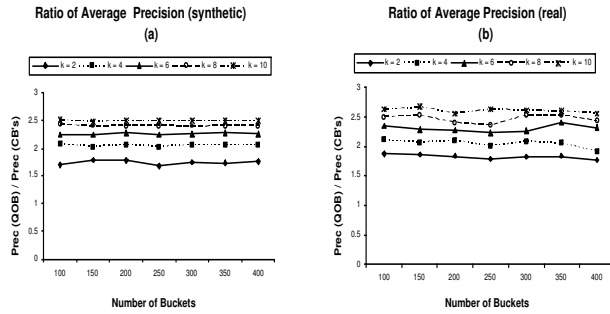 Ratio of Average Precision (synthetic)
(a)
k = 2 k = 4 k = 6 k = 8 k = 10
Prec (QOB) / Prec (CB's)
3
2.5
2
1.5
1
0.5
0
100 150 200 250 300 350 400
Number of Buckets
Ratio of Average Precision (real)
(b)
k = 2 k = 4 k = 6 k = 8 k = 10
Prec (QOB) / Prec (CB's)
3
2.5
2
1.5
1
0.5
0
100 150 200 250 300 350 400
Number of Buckets